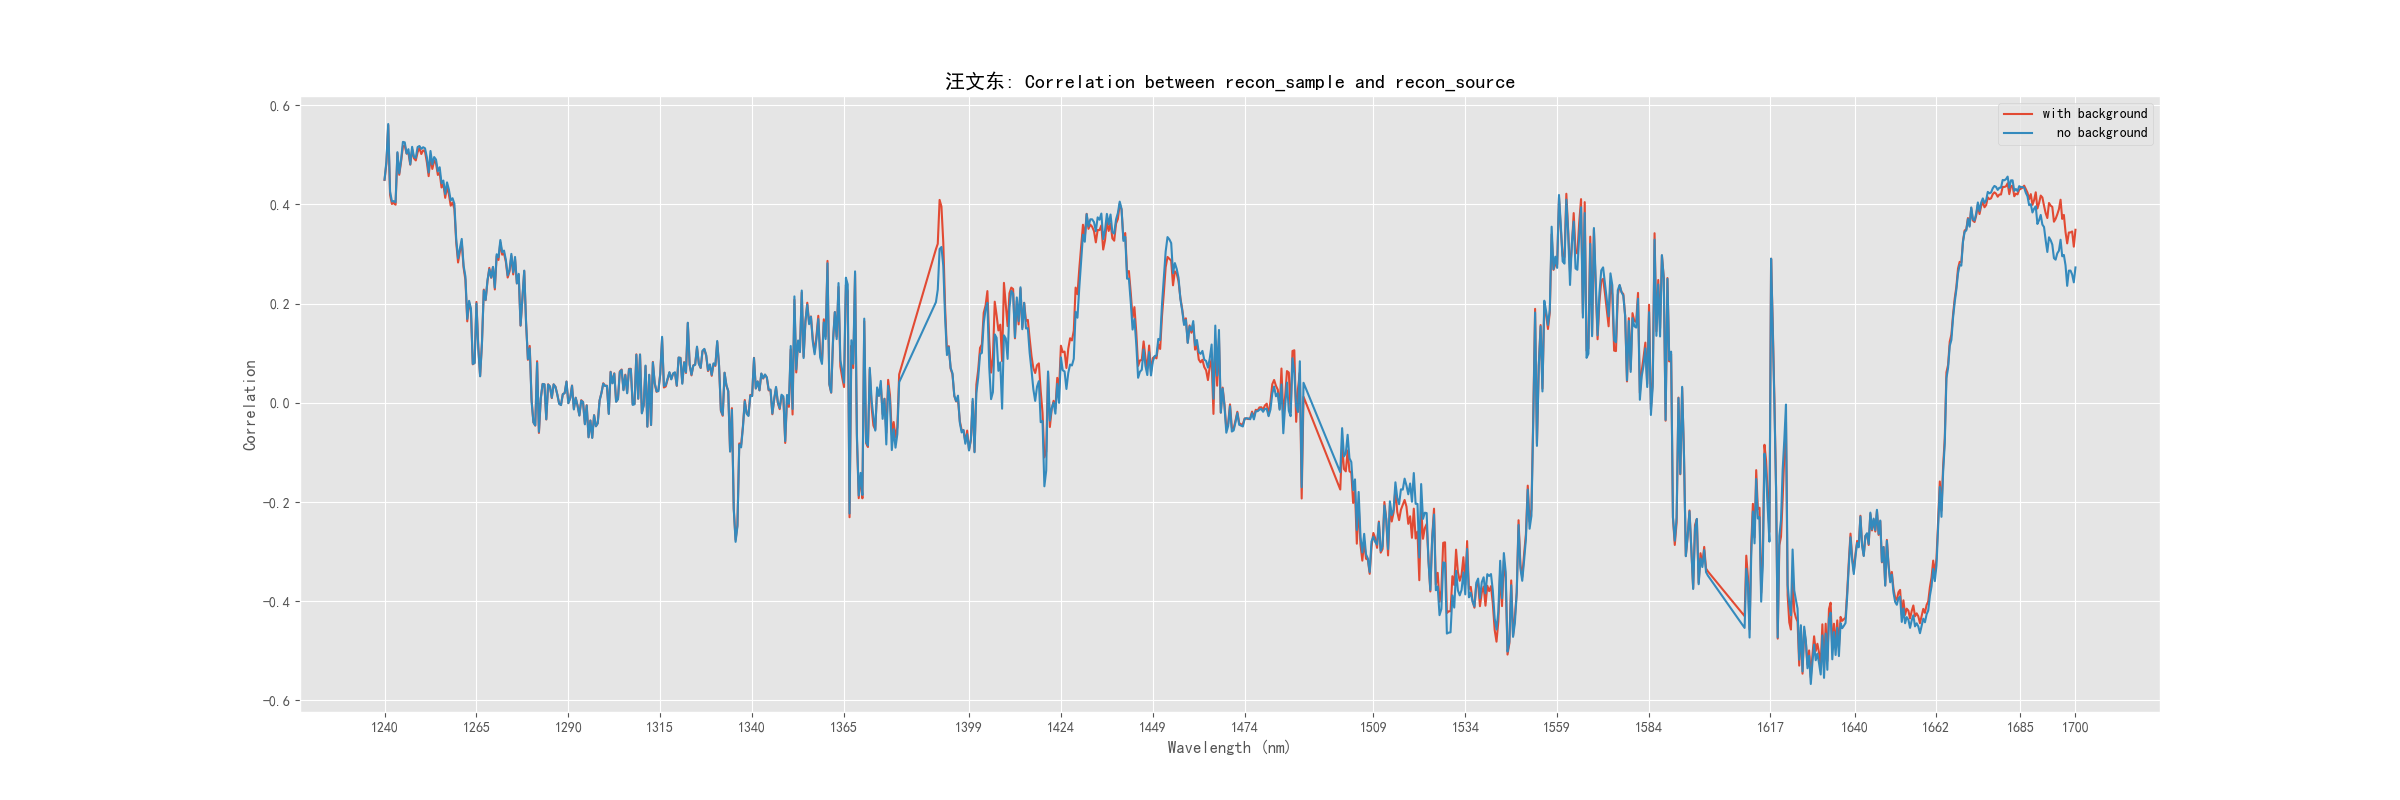 汪文东: Correlation between recon_sample and recon_source
0.6
with background
no background
0.4
0.2
0.0
−0.2
−0.4
−0.6
Correlation
1240 1265 1290 1315 1340 1365 1399 1424 1449 1474 1509 1534 1559 1584 1617 1640 1662 1685 1700
Wavelength (nm)